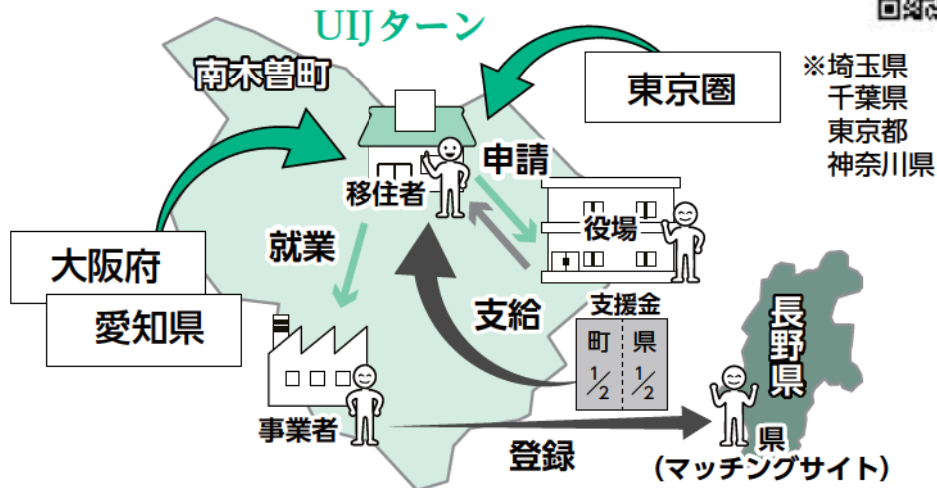 UIJターン
南木曽町
東京圏
※埼玉県
千葉県
東京都
神奈川県
移住者
申請
役場
大阪府
愛知県
就業
支給
支援金
町 県
1/2 1/2
長野県
事業者
登録
県
(マッチングサイト)